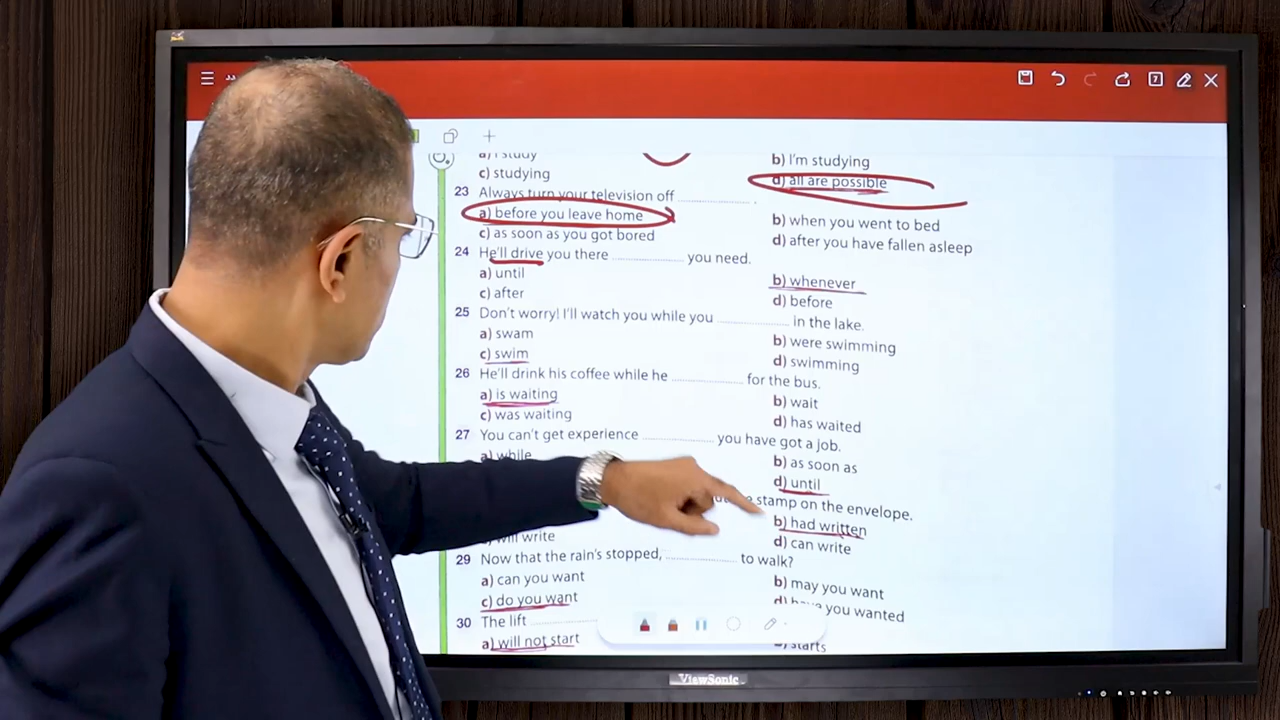 a) I study
b) I'm studying
c) studying
d) all are possible
23 Always turn your television off ............... .
a) before you leave home
b) when you went to bed
c) as soon as you got bored
d) after you have fallen asleep
24 He'll drive you there ............... you need.
a) until
b) whenever
c) after
d) before
25 Don't worry! I'll watch you while you ............... in the lake.
a) swam
b) were swimming
c) swim
d) swimming
26 He'll drink his coffee while he ............... for the bus.
a) is waiting
b) wait
c) was waiting
d) has waited
27 You can't get experience ............... you have got a job.
a) while
b) as soon as
d) until
stamp on the envelope.
b) had written
will write
d) can write
29 Now that the rain's stopped, ............... to walk?
a) can you want
b) may you want
c) do you want
d) have you wanted
30 The lift ...............
a) will not start
starts
ViewSonic